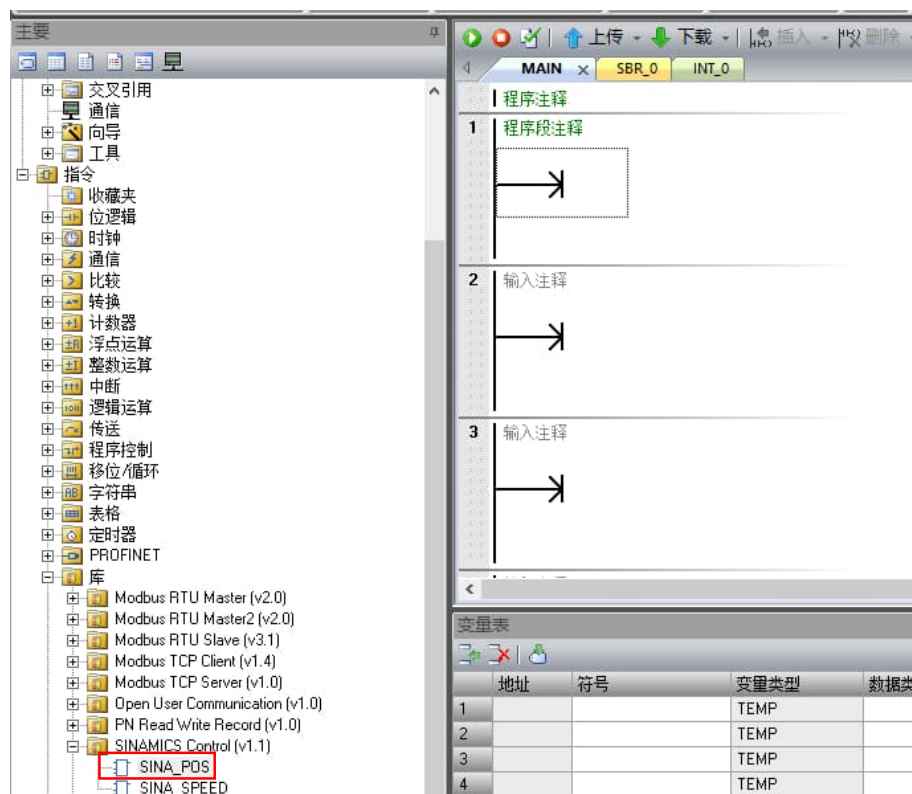 主要
交叉引用
通信
向导
工具
指令
收藏夹
位逻辑
时钟
通信
比较
转换
计数器
浮点运算
整数运算
中断
逻辑运算
传送
程序控制
移位/循环
字符串
表格
定时器
PROFINET
库
Modbus RTU Master (v2.0)
Modbus RTU Master2 (v2.0)
Modbus RTU Slave (v3.1)
Modbus TCP Client (v1.4)
Modbus TCP Server (v1.0)
Open User Communication (v1.0)
PN Read Write Record (v1.0)
SINAMICS Control (v1.1)
SINA_POS
SINA_SPEED
上传 下载 插入 删除
MAIN SBR_0 INT_0
程序注释
1 程序段注释
2 输入注释
3 输入注释
变量表
地址 符号 变量类型 数据类
1 TEMP
2 TEMP
3 TEMP
4 TEMP